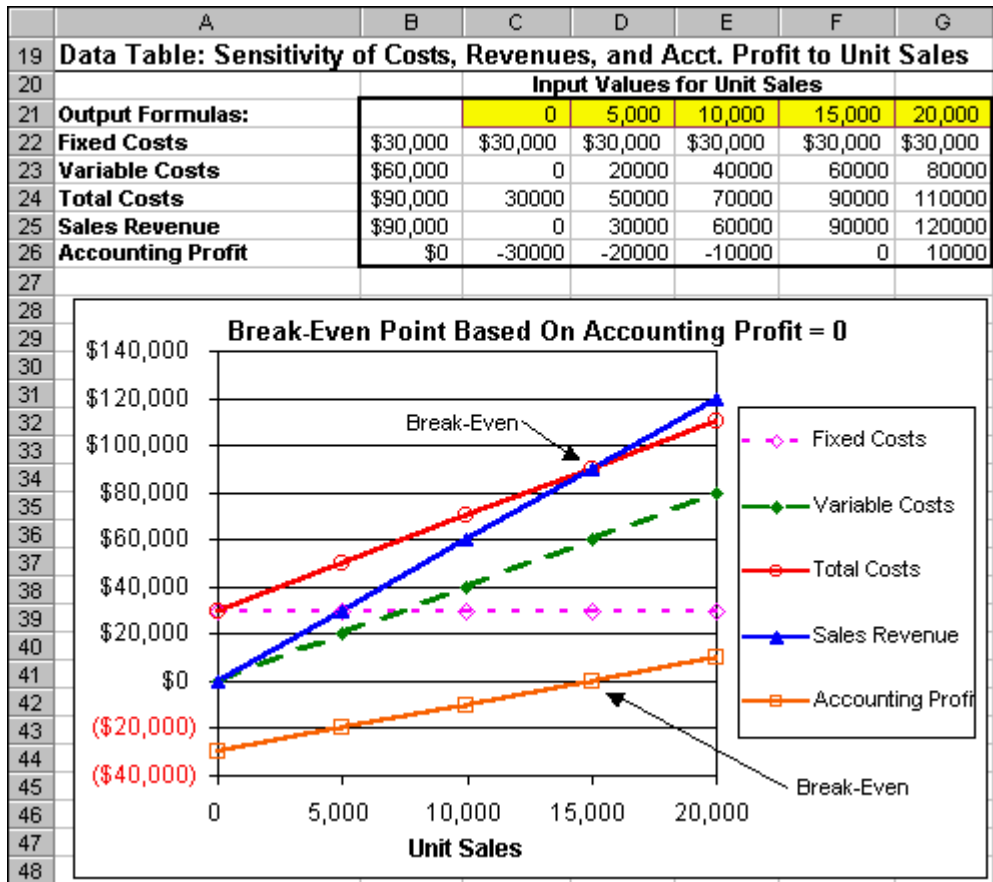 A B C D E F G
19 Data Table: Sensitivity of Costs, Revenues, and Acct. Profit to Unit Sales
20 Input Values for Unit Sales
21 Output Formulas: 0 5,000 10,000 15,000 20,000
22 Fixed Costs $30,000 $30,000 $30,000 $30,000 $30,000 $30,000
23 Variable Costs $60,000 0 20000 40000 60000 80000
24 Total Costs $90,000 30000 50000 70000 90000 110000
25 Sales Revenue $90,000 0 30000 60000 90000 120000
26 Accounting Profit $0 -30000 -20000 -10000 0 10000
27
28
29
30
31
32
33
34
35
36
37
38
39
40
41
42
43
44
45
46
47
48
Break-Even Point Based On Accounting Profit = 0
$140,000
$120,000
$100,000
$80,000
$60,000
$40,000
$20,000
$0
($20,000)
($40,000)
Break-Even
Break-Even
0 5,000 10,000 15,000 20,000
Unit Sales
Fixed Costs
Variable Costs
Total Costs
Sales Revenue
Accounting Profi